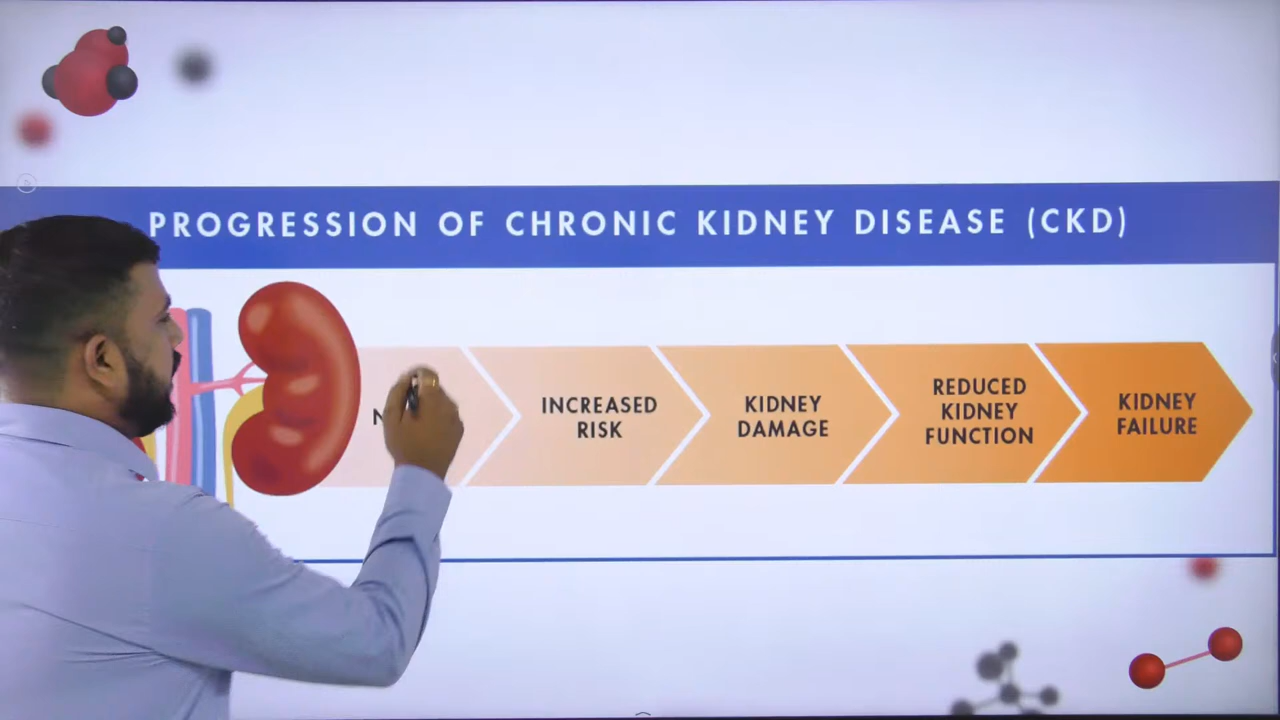 PROGRESSION OF CHRONIC KIDNEY DISEASE (CKD)
INCREASED
RISK
KIDNEY
DAMAGE
REDUCED
KIDNEY
FUNCTION
KIDNEY
FAILURE